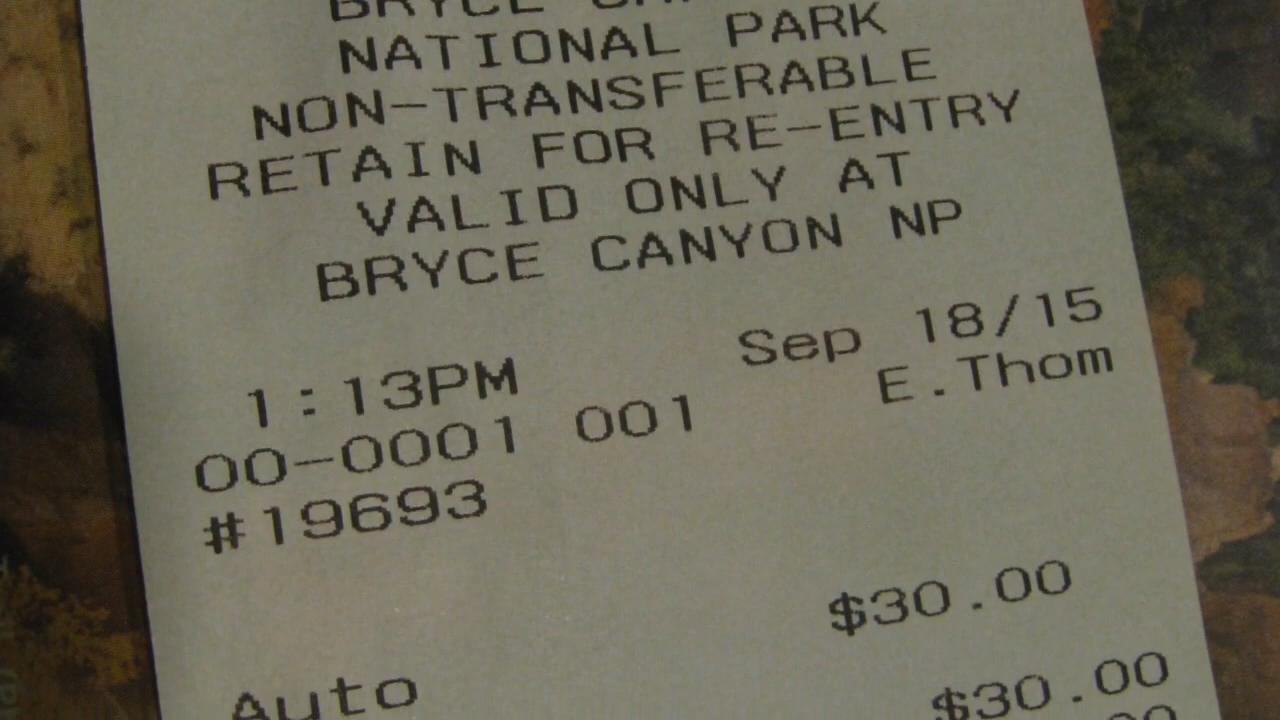 BRYCE
NATIONAL PARK
NON-TRANSFERABLE
RETAIN FOR RE-ENTRY
VALID ONLY AT
BRYCE CANYON NP
1:13PM Sep 18/15
00-0001 001 E.Thom
#19693
$30.00
Auto $30.00